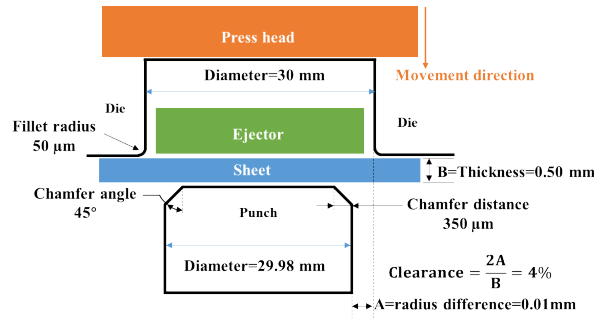 Press head
Diameter=30 mm
Movement direction
Die
Die
Fillet radius
50 µm
Ejector
Sheet
B=Thickness=0.50 mm
Chamfer angle
45°
Punch
Chamfer distance
350 µm
Diameter=29.98 mm
Clearance = 2A/B = 4%
A=radius difference=0.01mm